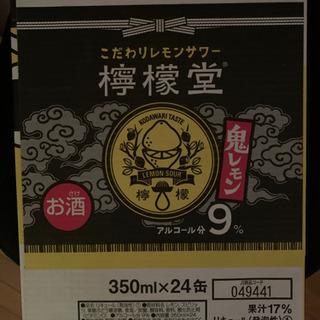 こだわりレモンサワー
檸檬堂®
KODAWARI TASTE
LEMON SOUR
檸檬
鬼レモン
さけ
お酒
アルコール分 9%
350ml×24缶
049441
果汁17%